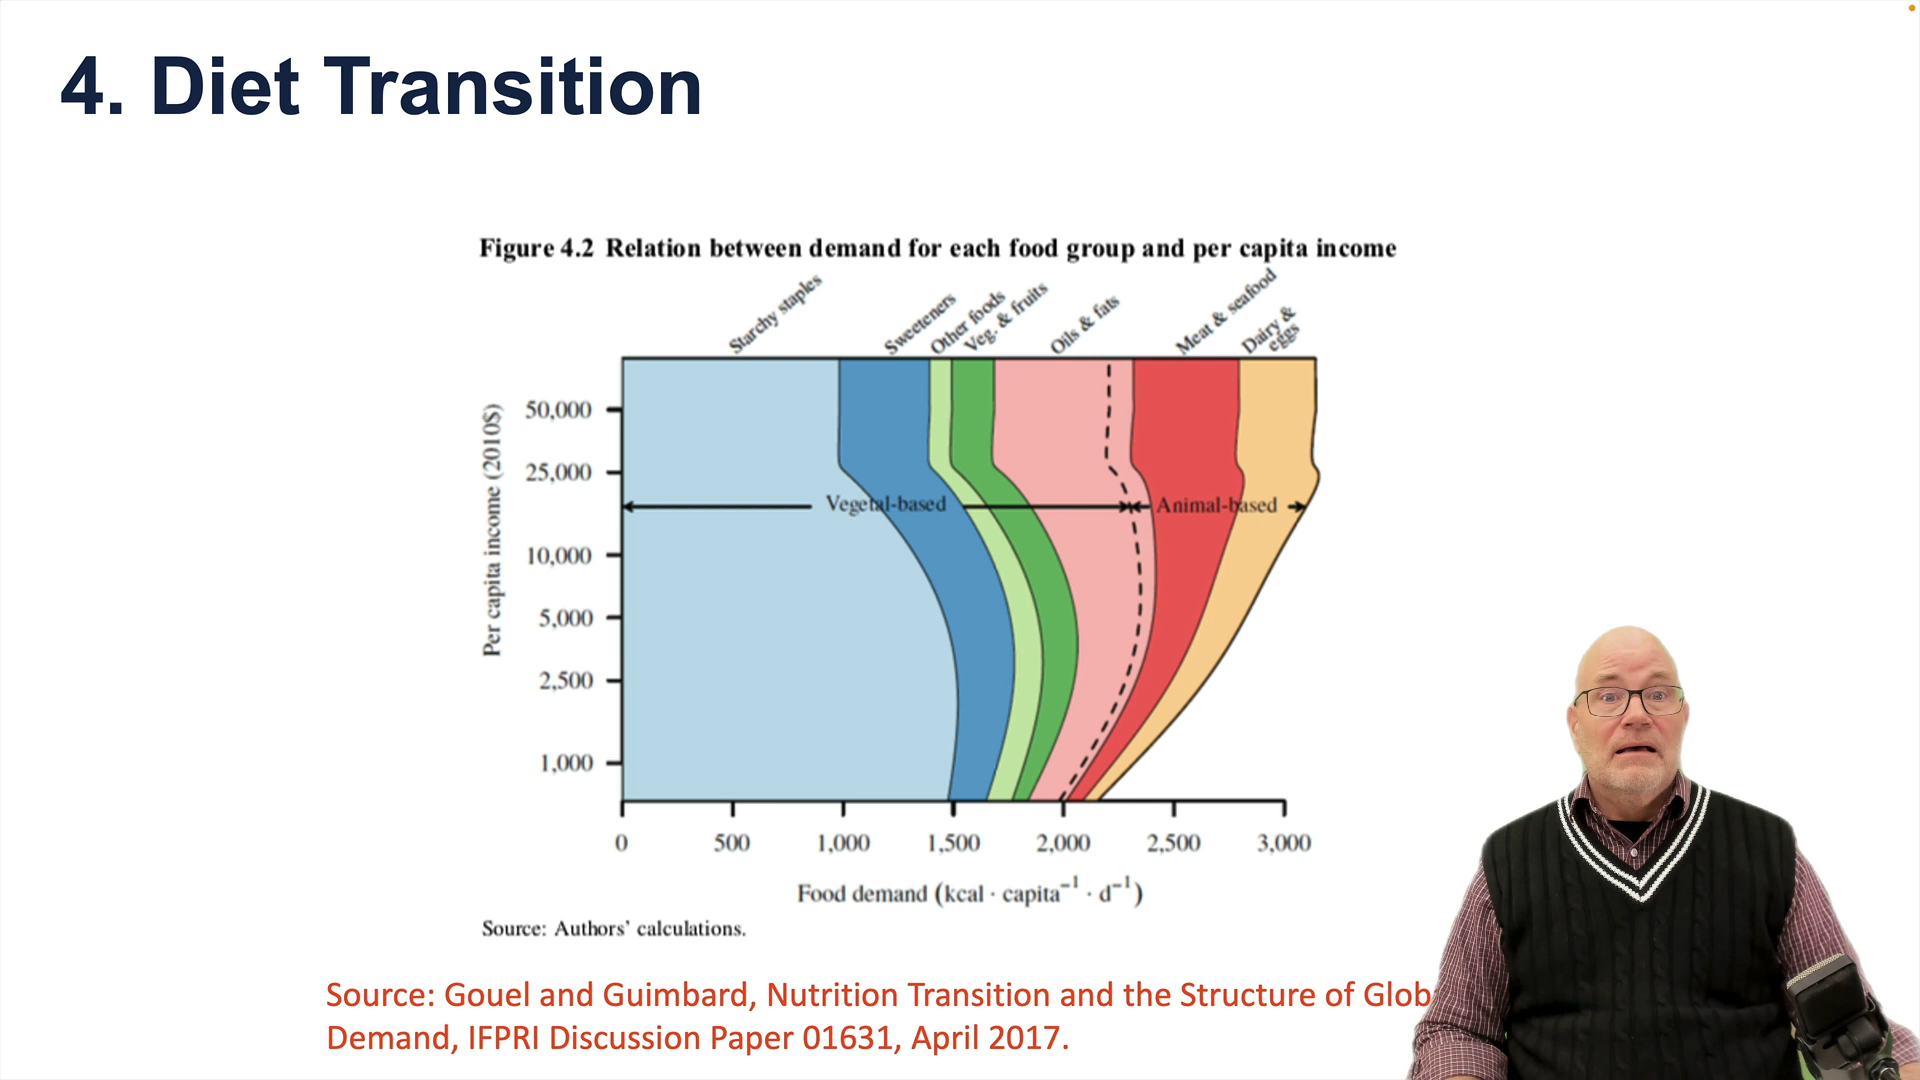 4. Diet Transition
Figure 4.2 Relation between demand for each food group and per capita income
Starchy staples
Sweeteners
Other foods
Veg. & fruits
Oils & fats
Meat & seafood
Dairy &
eggs
Per capita income (2010$)
50,000
25,000
Vegetal-based
Animal-based
10,000
5,000
2,500
1,000
0 500 1,000 1,500 2,000 2,500 3,000
Food demand (kcal · capita⁻¹ · d⁻¹)
Source: Authors’ calculations.
Source: Gouel and Guimbard, Nutrition Transition and the Structure of Glob
Demand, IFPRI Discussion Paper 01631, April 2017.